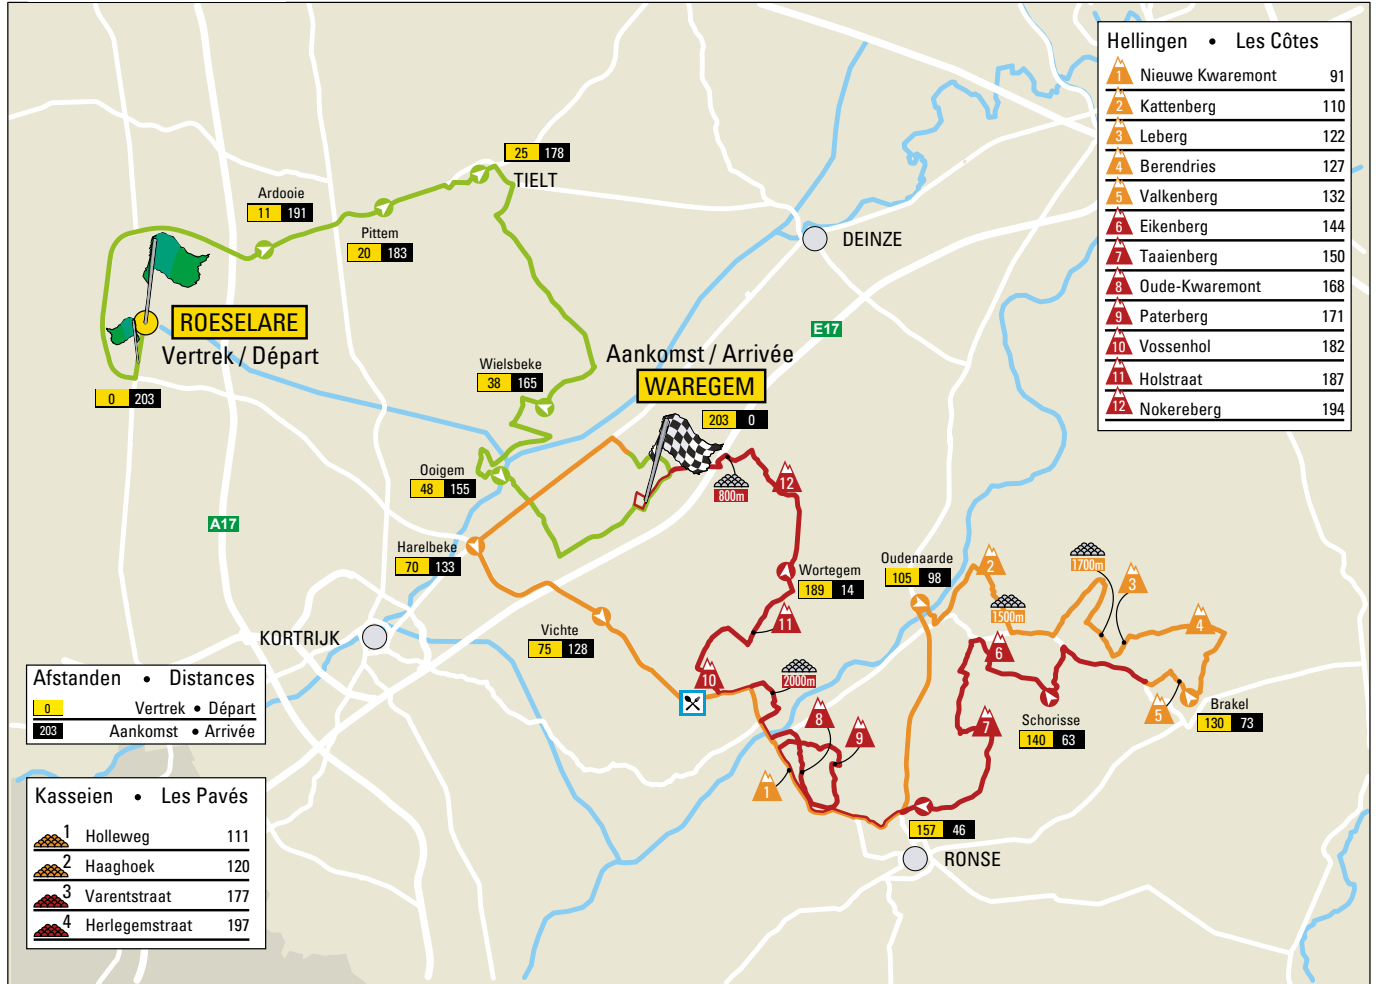 Hellingen • Les Côtes
1 Nieuwe Kwaremont 91
2 Kattenberg 110
3 Leberg 122
4 Berendries 127
5 Valkenberg 132
6 Eikenberg 144
7 Taaienberg 150
8 Oude-Kwaremont 168
9 Paterberg 171
10 Vossenhol 182
11 Holstraat 187
12 Nokereberg 194
25 178
TIELT
Ardooie
11 191
Pittem
20 183
DEINZE
ROESELARE
Vertrek / Départ
E17
Aankomst / Arrivée
WAREGEM
203 0
Wielsbeke
38 165
0 203
Ooigem
48 155
800m
12
A17
Harelbeke
70 133
Oudenaarde
105 98
2
1700m
3
Wortegem
189 14
1500m
11
4
Vichte
75 128
KORTRIJK
6
10
2000m
8
9
7
5
Brakel
130 73
Schorisse
140 63
1
157 46
RONSE
Afstanden • Distances
0 Vertrek • Départ
203 Aankomst • Arrivée
Kasseien • Les Pavés
1 Holleweg 111
2 Haaghoek 120
3 Varentstraat 177
4 Herlegemstraat 197